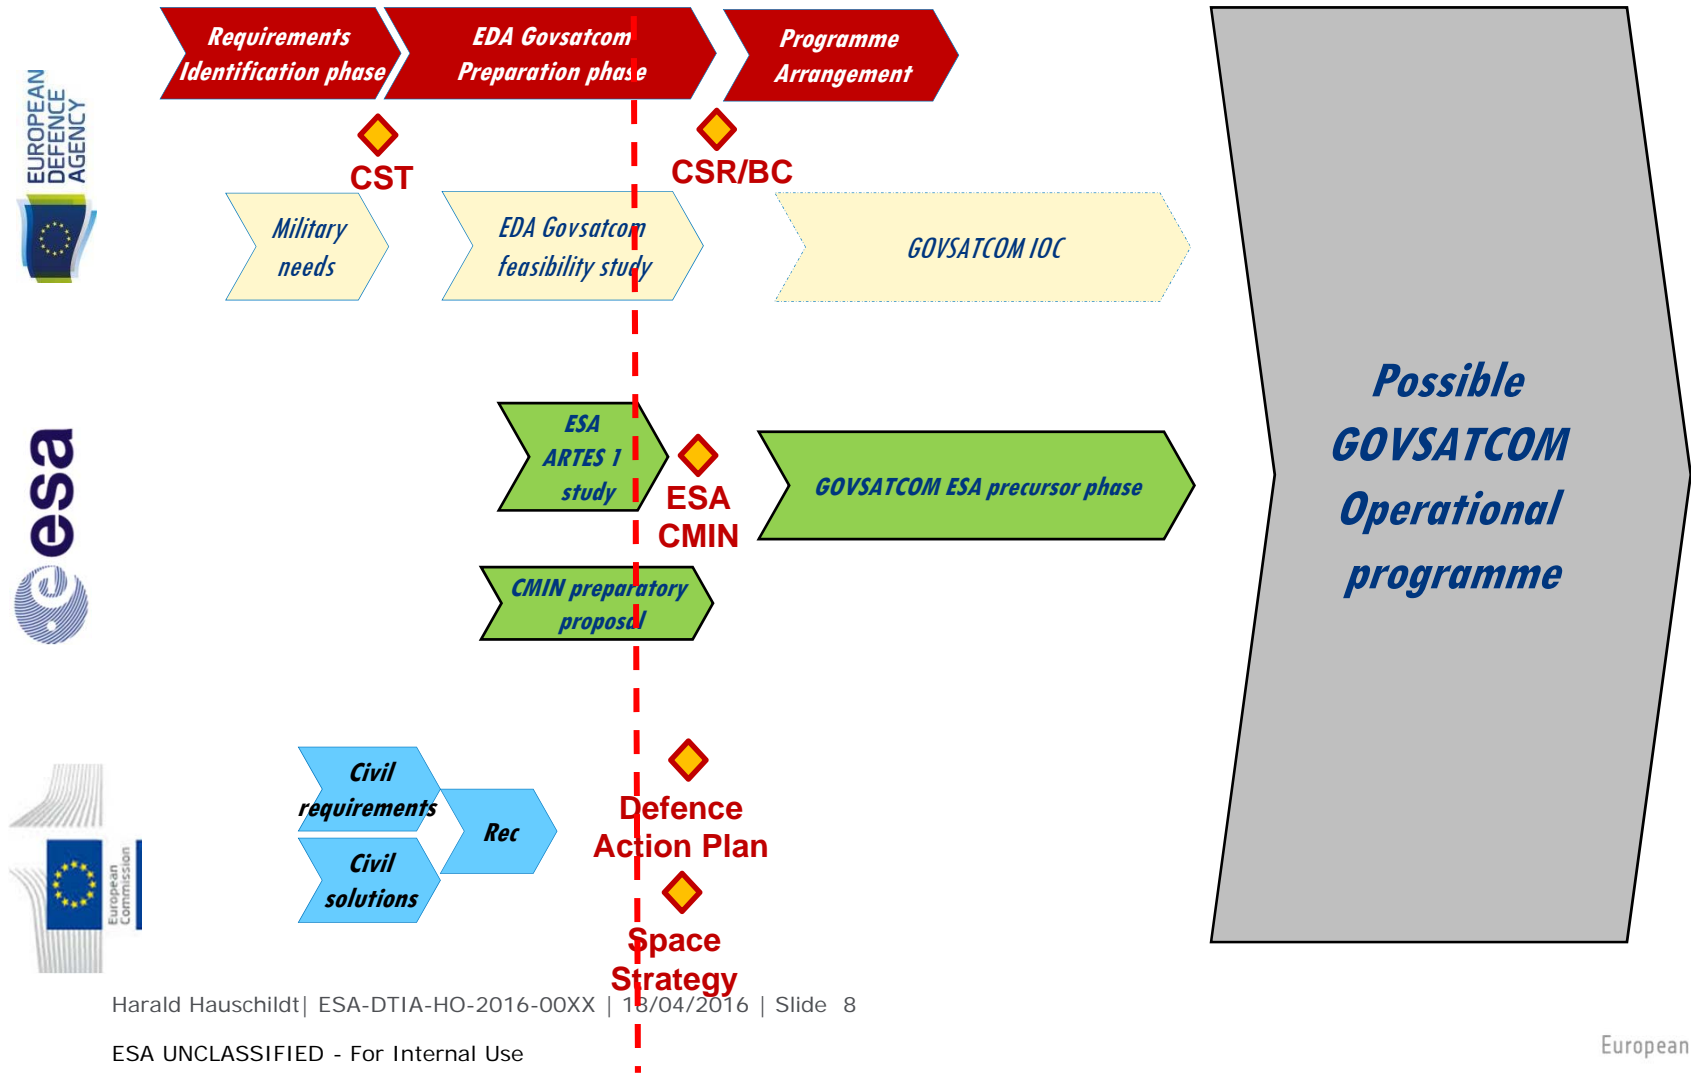 EUROPEAN
DEFENCE
AGENCY
Requirements
Identification phase
EDA Govsatcom
Preparation phase
Programme
Arrangement
CST
CSR/BC
Military
needs
EDA Govsatcom
feasibility study
GOVSATCOM IOC
esa
ESA
ARTES 1
study
ESA
CMIN
GOVSATCOM ESA precursor phase
CMIN preparatory
proposal
European
Commission
Civil
requirements
Civil
solutions
Rec
Defence
Action Plan
Space
Strategy
Possible
GOVSATCOM
Operational
programme
Harald Hauschildt| ESA-DTIA-HO-2016-00XX | 18/04/2016 | Slide 8
ESA UNCLASSIFIED - For Internal Use
European